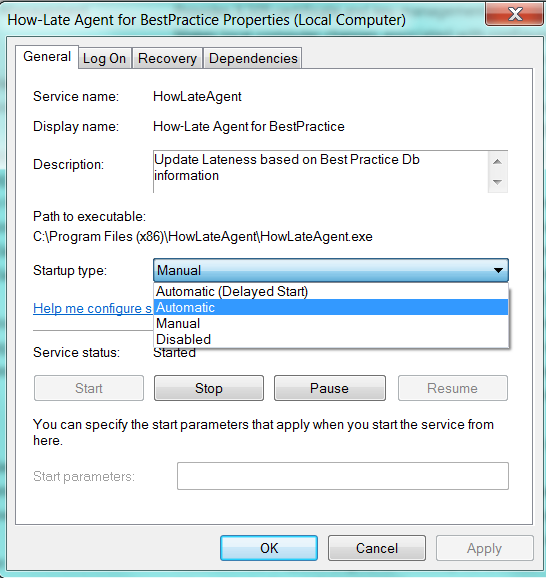 How-Late Agent for BestPractice Properties (Local Computer)
General Log On Recovery Dependencies
Service name: HowLateAgent
Display name: How-Late Agent for BestPractice
Description: Update Lateness based on Best Practice Db
information
Path to executable:
C:\Program Files (x86)\HowLateAgent\HowLateAgent.exe
Startup type: Manual
Automatic (Delayed Start)
Help me configure s Automatic
Manual
Disabled
Service status: Started
Start Stop Pause Resume
You can specify the start parameters that apply when you start the service from
here.
Start parameters:
OK Cancel Apply